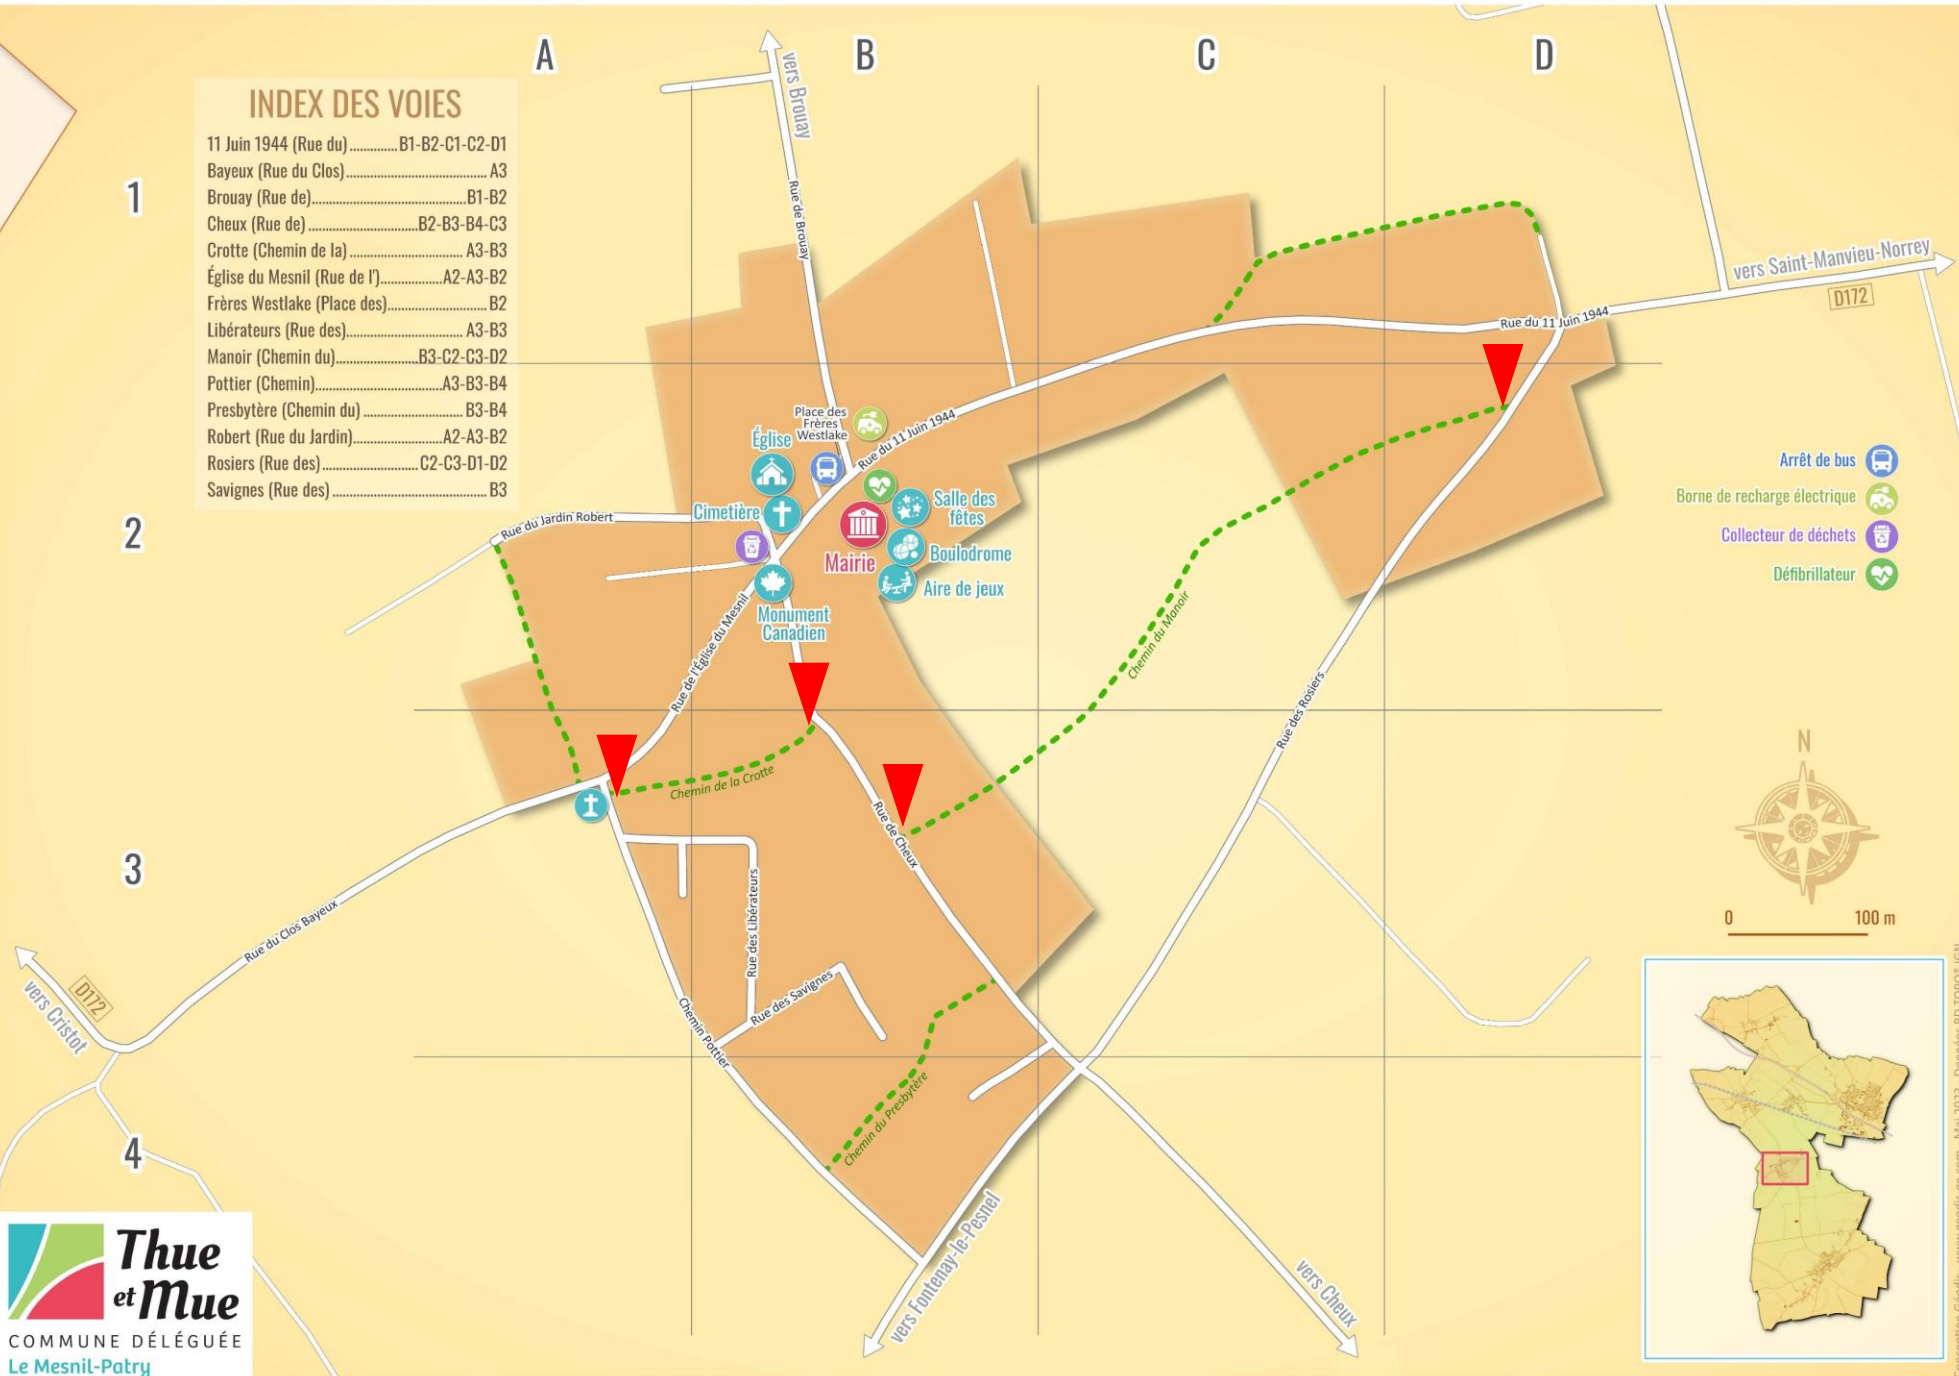 A
B
C
D
1
2
3
4
INDEX DES VOIES
11 Juin 1944 (Rue du) ............. B1-B2-C1-C2-D1
Bayeux (Rue du Clos) ....................................... A3
Brouay (Rue de) ........................................... B1-B2
Cheux (Rue de) ............................... B2-B3-B4-C3
Crotte (Chemin de la) ................................ A3-B3
Église du Mesnil (Rue de l') .................. A2-A3-B2
Frères Westlake (Place des) ............................ B2
Libérateurs (Rue des) ................................. A3-B3
Manoir (Chemin du) ....................... B3-C2-C3-D2
Pottier (Chemin) ................................... A3-B3-B4
Presbytère (Chemin du) ............................ B3-B4
Robert (Rue du Jardin) ......................... A2-A3-B2
Rosiers (Rue des) .......................... C2-C3-D1-D2
Savignes (Rue des) ........................................... B3
vers Brouay
Rue de Brouay
vers Saint-Manvieu-Norrey
D172
Rue du 11 Juin 1944
Place des
Frères
Westlake
Rue du 11 Juin 1944
Église
Cimetière
Salle des
fêtes
Mairie
Boulodrome
Aire de jeux
Monument
Canadien
Rue du Jardin Robert
Rue de l'Église du Mesnil
Chemin du Manoir
Rue des Rosiers
Chemin de la Crotte
Rue de Cheux
Rue du Clos Bayeux
Rue des Libérateurs
Rue des Savignes
Chemin Pottier
Chemin du Presbytère
D172
vers Cristot
vers Fontenay-le-Pesnel
vers Cheux
Arrêt de bus
Borne de recharge électrique
Collecteur de déchets
Défibrillateur
N
0
100 m
Thue
et Mue
COMMUNE DÉLÉGUÉE
Le Mesnil-Patry